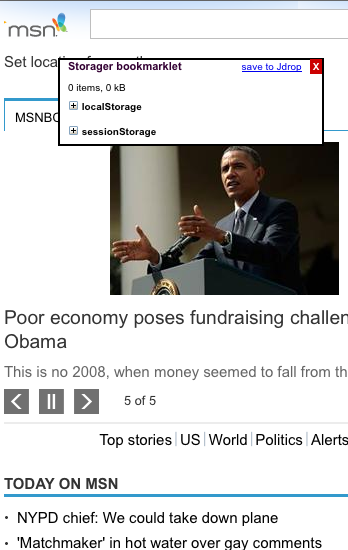 msn
Set location for weather
Storager bookmarklet
save to Jdrop
X
0 items, 0 kB
localStorage
sessionStorage
MSNBC
Poor economy poses fundraising challen
Obama
This is no 2008, when money seemed to fall from th
5 of 5
Top stories | US | World | Politics | Alerts
TODAY ON MSN
• NYPD chief: We could take down plane
• 'Matchmaker' in hot water over gay comments